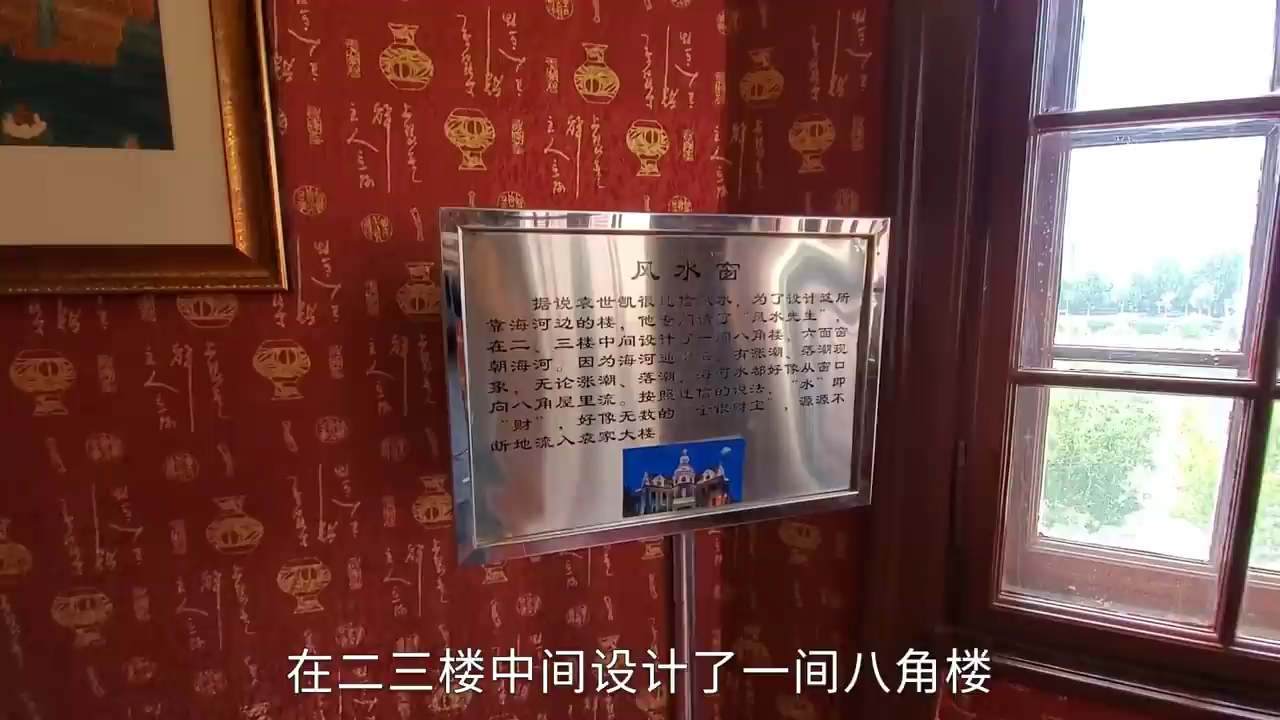 风水窗
据说袁世凯很迷信风水，为了设计这所
靠海河边的楼，他专门请了“风水先生”，
在二、三楼中间设计了一间八角楼，六面窗
朝海河。因为海河有涨潮、落潮现
象，无论涨潮、落潮，海河水都好像从窗口
向八角屋里流。按照迷信的说法，“水”即
“财”，好像无数的“金银财宝”，源源不
断地流入袁家大楼
在二三楼中间设计了一间八角楼